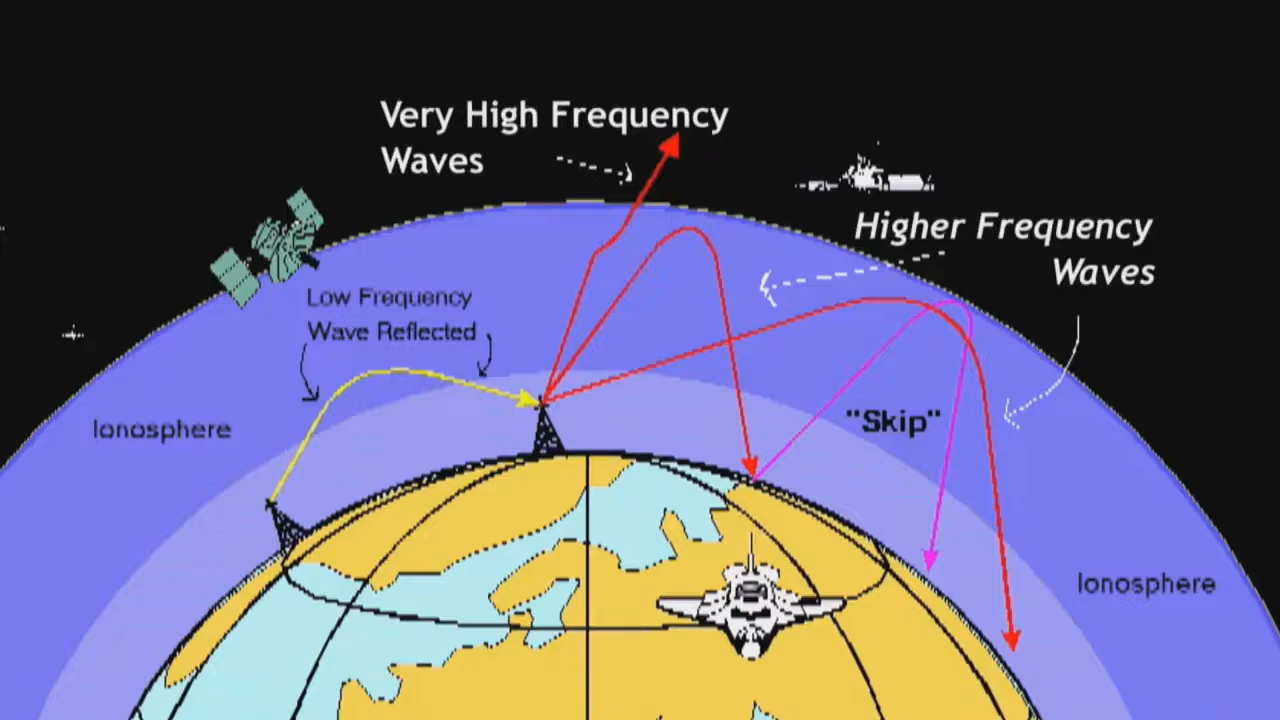 Very High Frequency
Waves
Higher Frequency
Waves
Low Frequency
Wave Reflected
Ionosphere
"Skip"
Ionosphere